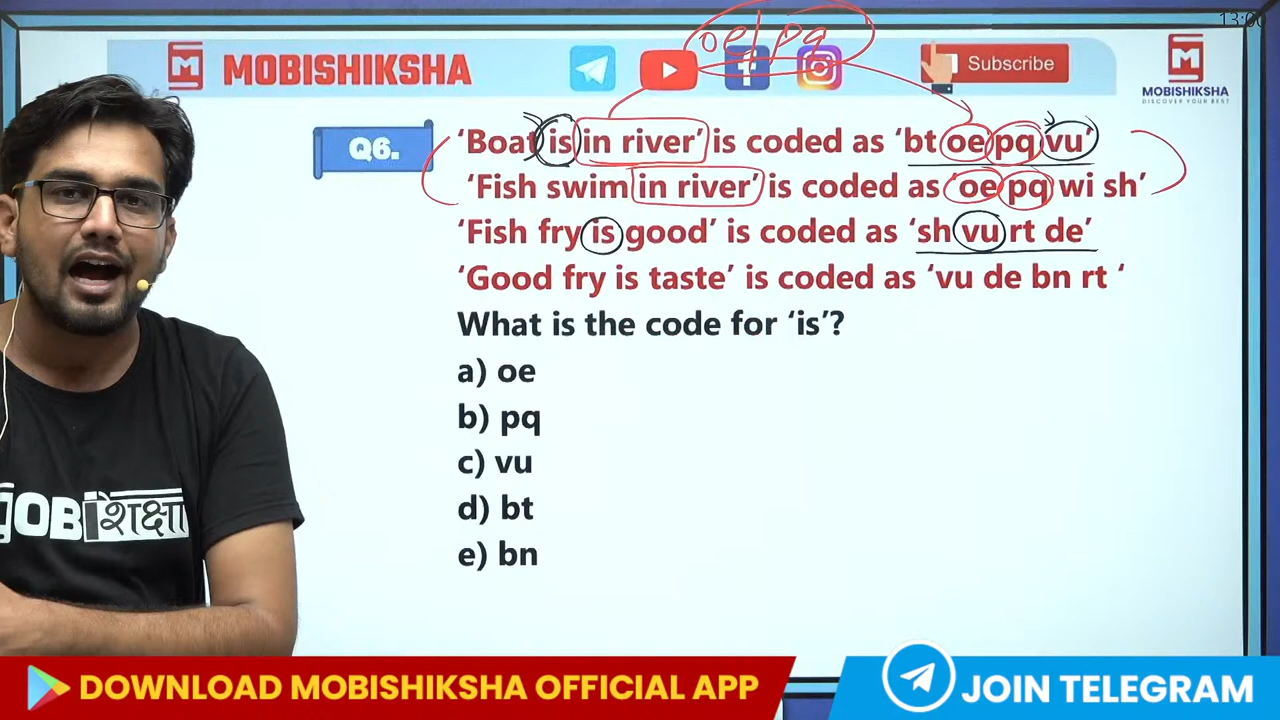 13:00
oe/ pq
MOBISHIKSHA
Subscribe
MOBISHIKSHA
DISCOVER YOUR BEST
Q6.
‘Boat is in river’ is coded as ‘bt oe pq vu’
‘Fish swim in river’ is coded as ‘oe pq wi sh’
‘Fish fry is good’ is coded as ‘sh vu rt de’
‘Good fry is taste’ is coded as ‘vu de bn rt ‘
What is the code for ‘is’?
a) oe
b) pq
c) vu
d) bt
e) bn
शिक्षा
DOWNLOAD MOBISHIKSHA OFFICIAL APP
JOIN TELEGRAM